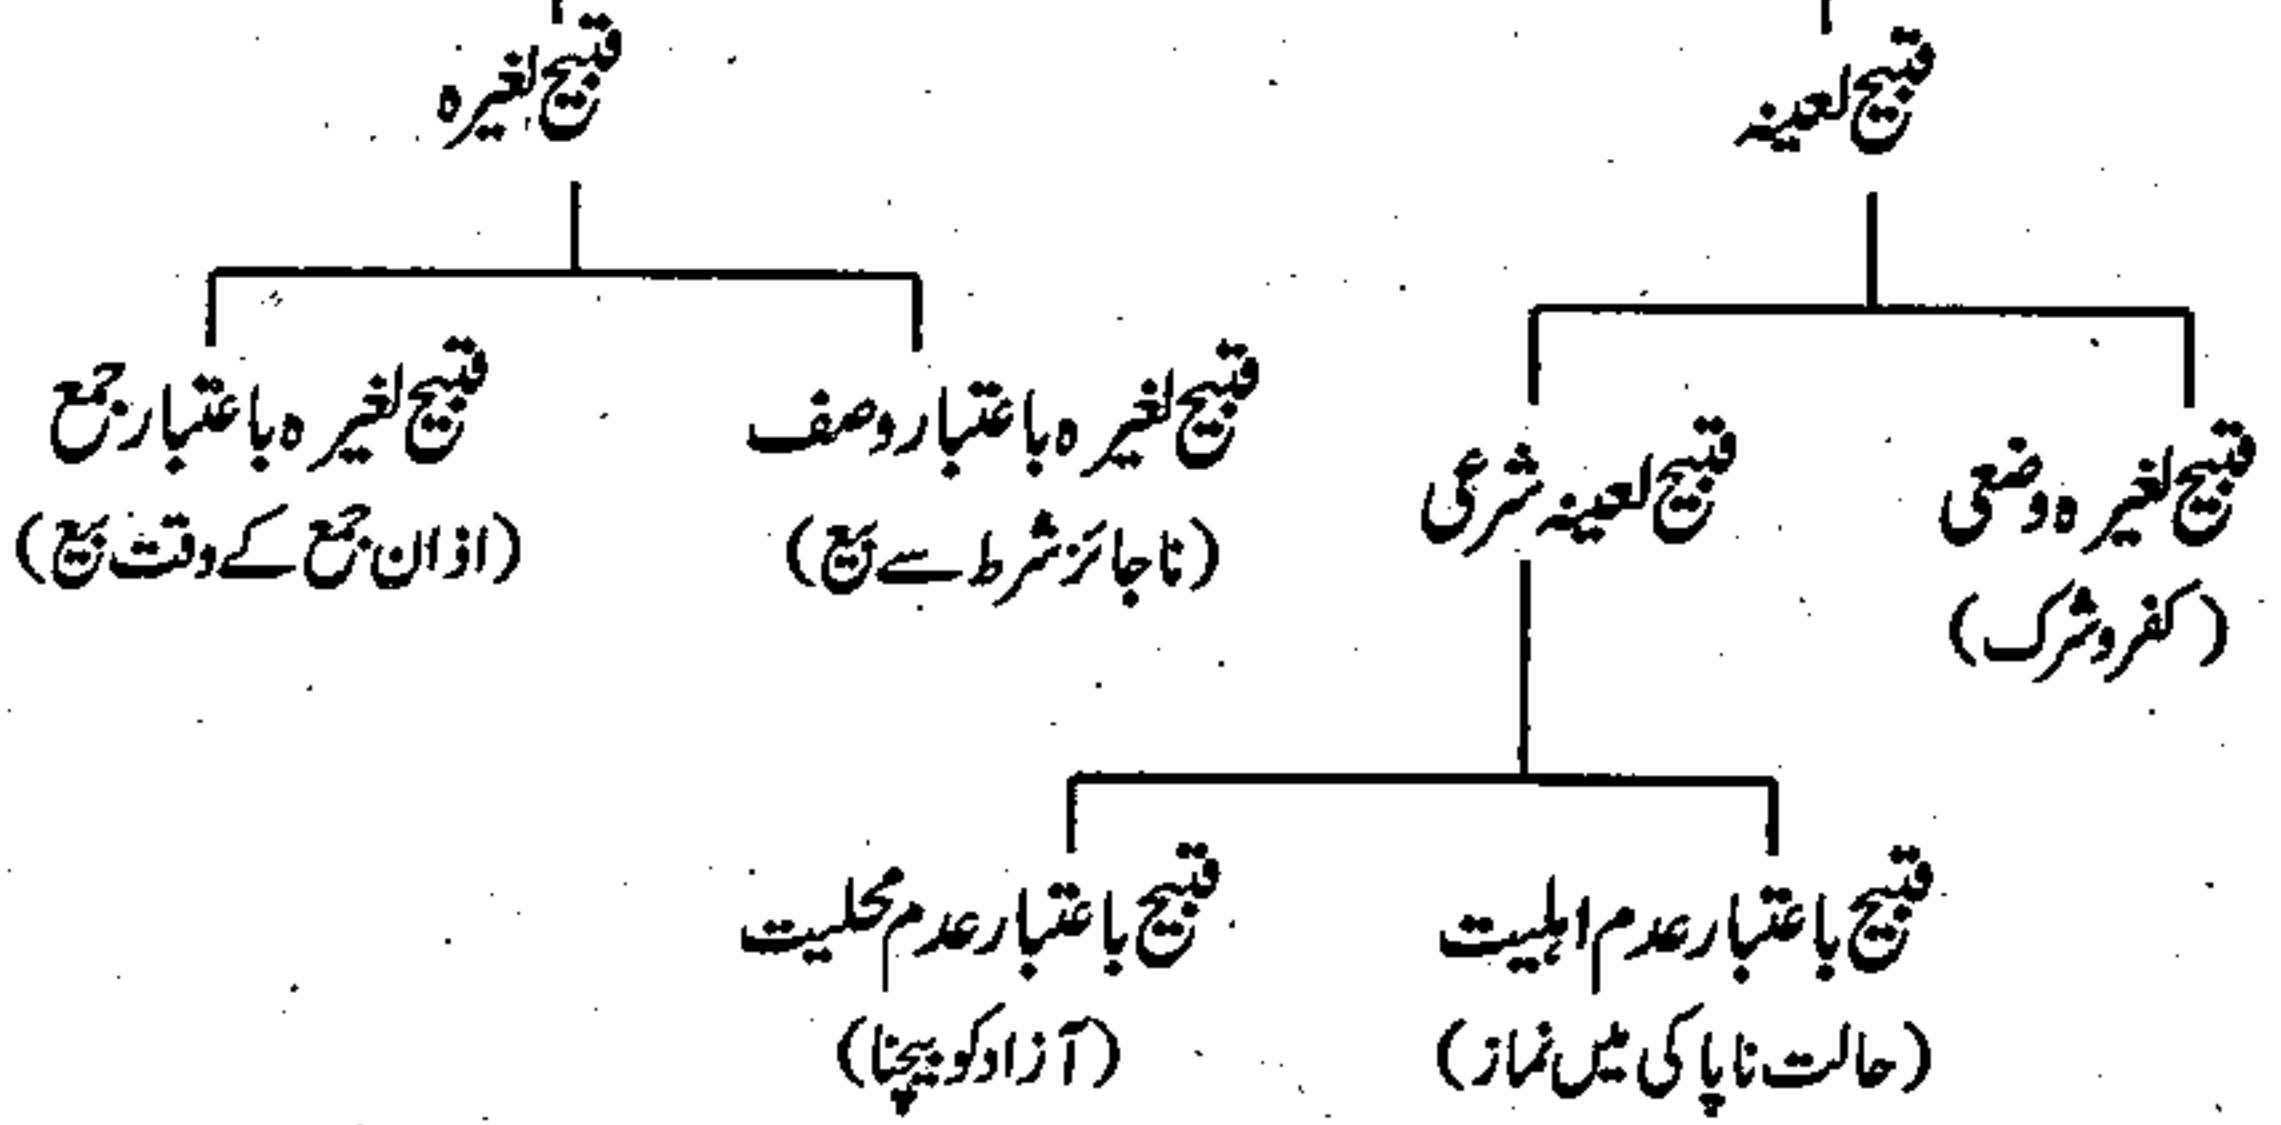 قبیح لعینہ
قبیح لغیرہ
قبیح لغیرہ وضعی
(کفر و شرک)
قبیح لعینہ شرعی
قبیح لغیرہ باعتبار وصف
(ناجائز شرط سے بیع)
قبیح لغیرہ باعتبار جمع
(اذان جمع کے وقت بیع)
قبیح باعتبار عدم اہلیت
(حالت ناپاکی میں نماز)
قبیح باعتبار عدم محلیت
(آزاد کو بیچنا)